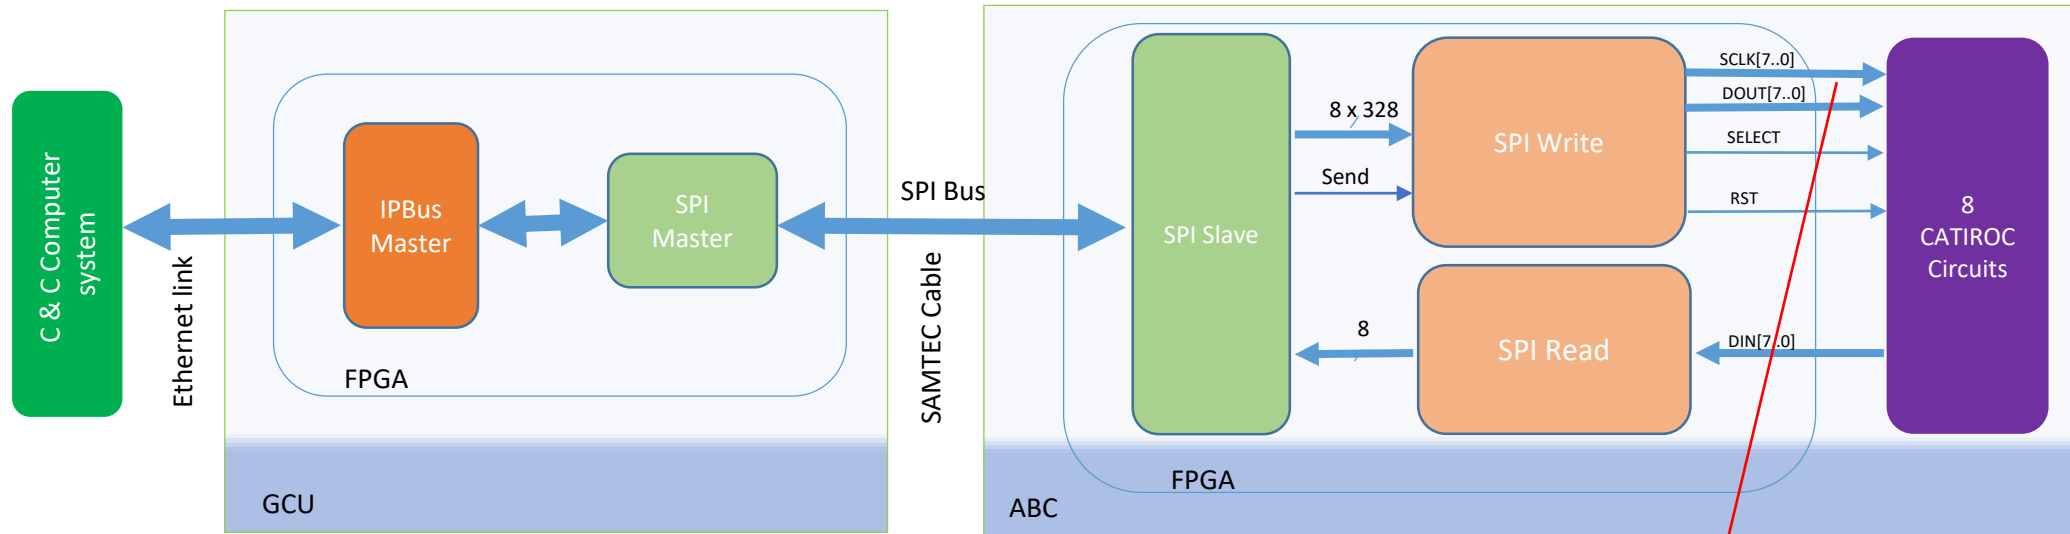 C & C Computer
system
Ethernet link
IPBus
Master
SPI
Master
FPGA
GCU
SPI Bus
SAMTEC Cable
SPI Slave
8 x 328
Send
8
SPI Write
SPI Read
SCLK[7..0]
DOUT[7..0]
SELECT
RST
DIN[7..0]
8
CATIROC
Circuits
FPGA
ABC